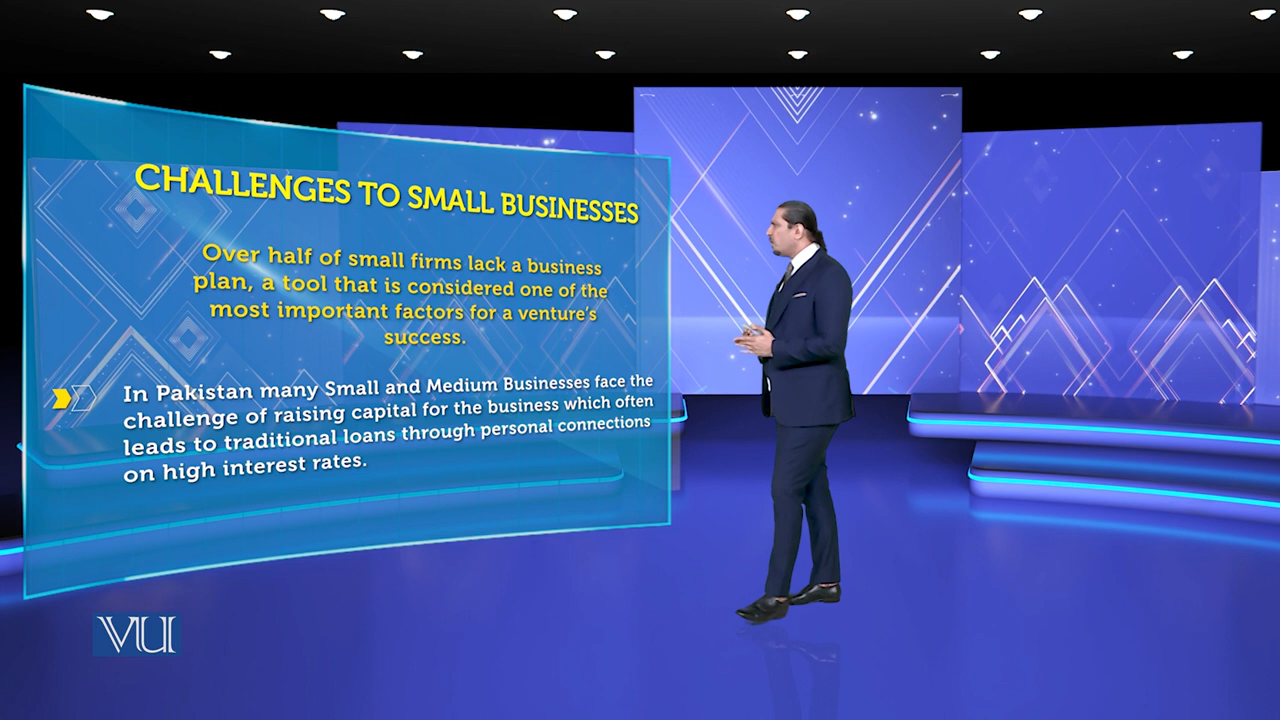 CHALLENGES TO SMALL BUSINESSES
Over half of small firms lack a business
plan, a tool that is considered one of the
most important factors for a venture's
success.
In Pakistan many Small and Medium Businesses face the
challenge of raising capital for the business which often
leads to traditional loans through personal connections
on high interest rates.
VU